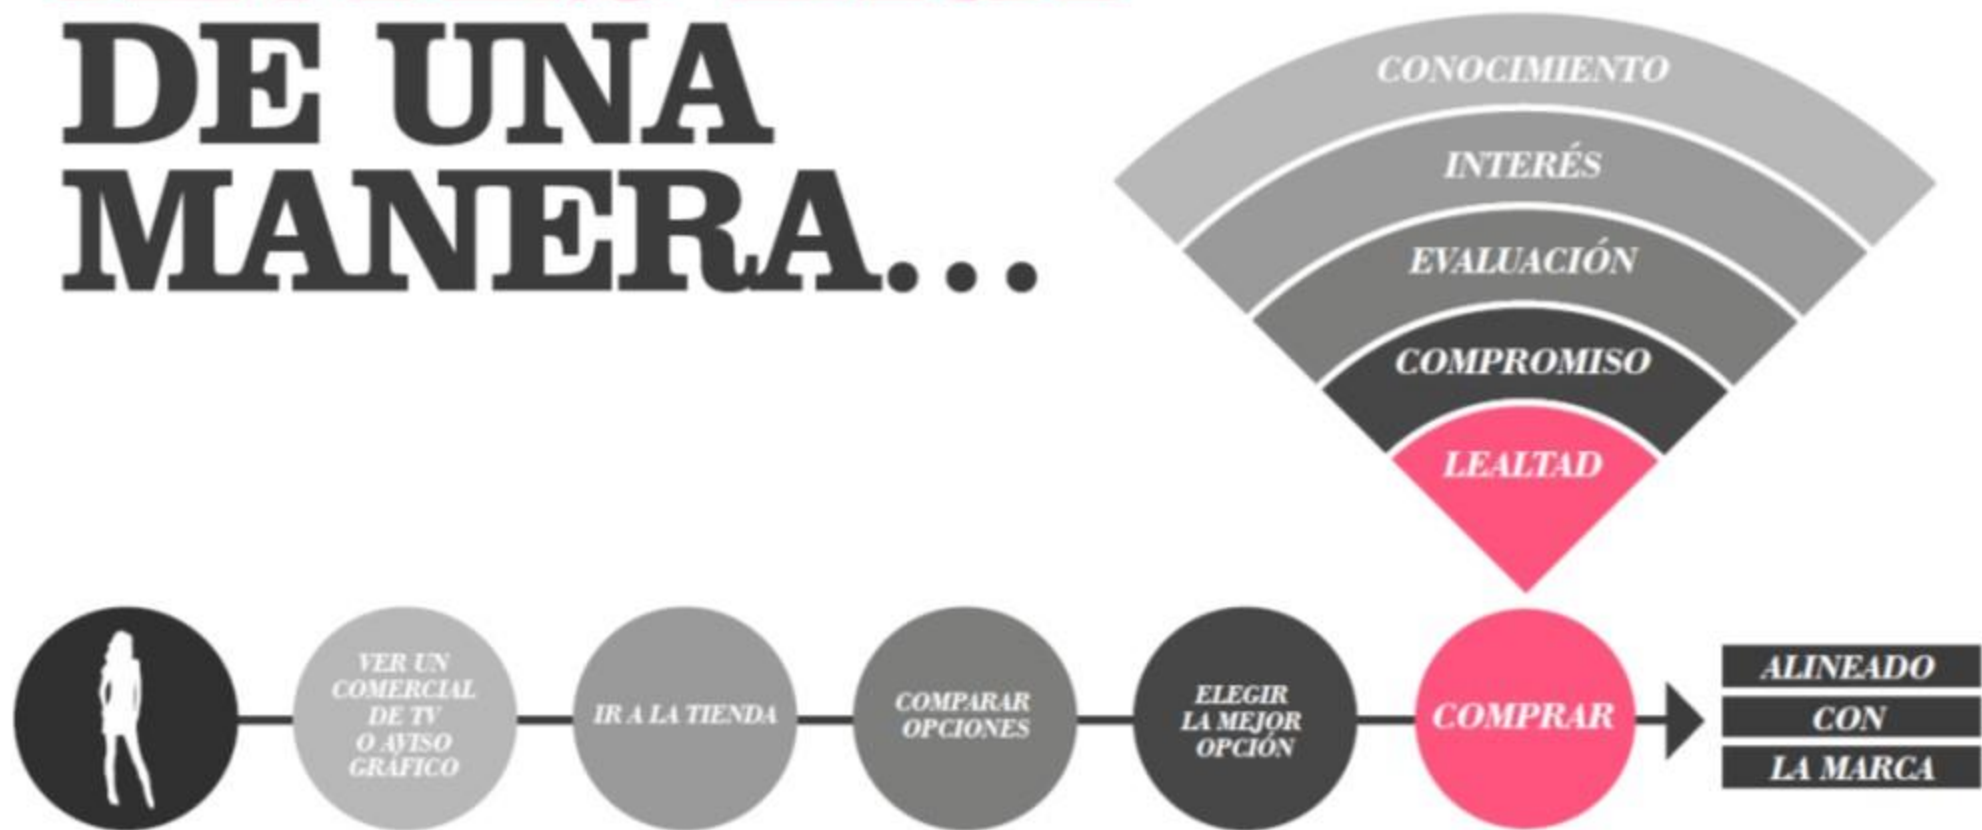 DE UNA
MANERA...
CONOCIMIENTO
INTERÉS
EVALUACIÓN
COMPROMISO
LEALTAD
VER UN
COMERCIAL
DE TV
O AVISO
GRÁFICO
IR A LA TIENDA
COMPARAR
OPCIONES
ELEGIR
LA MEJOR
OPCIÓN
COMPRAR
ALINEADO
CON
LA MARCA